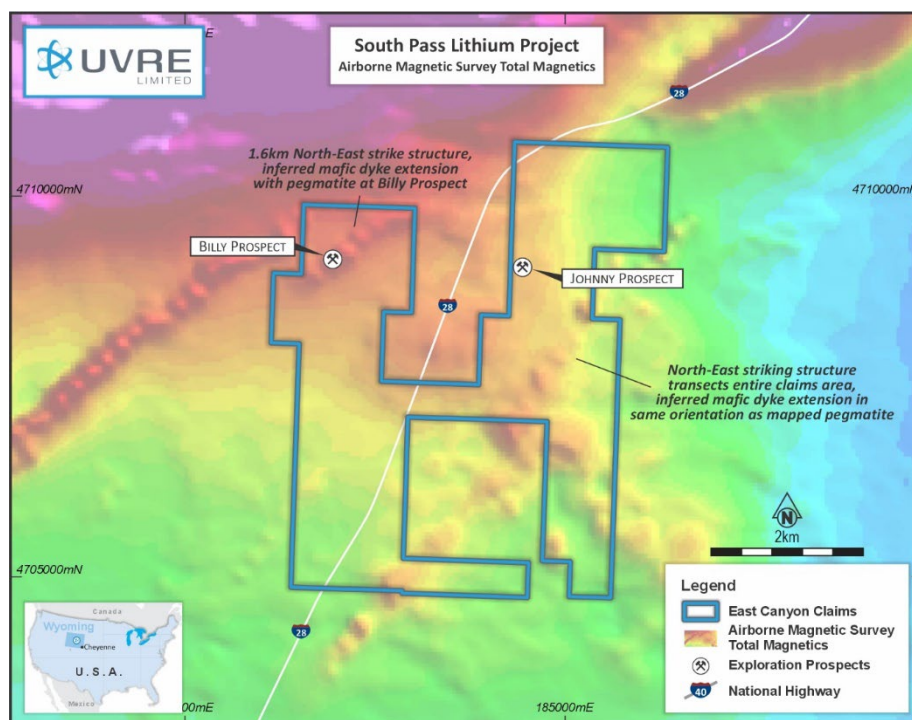 UVRE
LIMITED
South Pass Lithium Project
Airborne Magnetic Survey Total Magnetics
28
1.6km North-East strike structure,
inferred mafic dyke extension
with pegmatite at Billy Prospect
4710000mN
BILLY PROSPECT
JOHNNY PROSPECT
28
North-East striking structure
transects entire claims area,
inferred mafic dyke extension in
same orientation as mapped pegmatite
N
2km
4705000mN
Legend
East Canyon Claims
Airborne Magnetic Survey
Total Magnetics
Exploration Prospects
40
National Highway
Canada
Wyoming
Cheyenne
U.S.A.
Mexico
28
185000mE